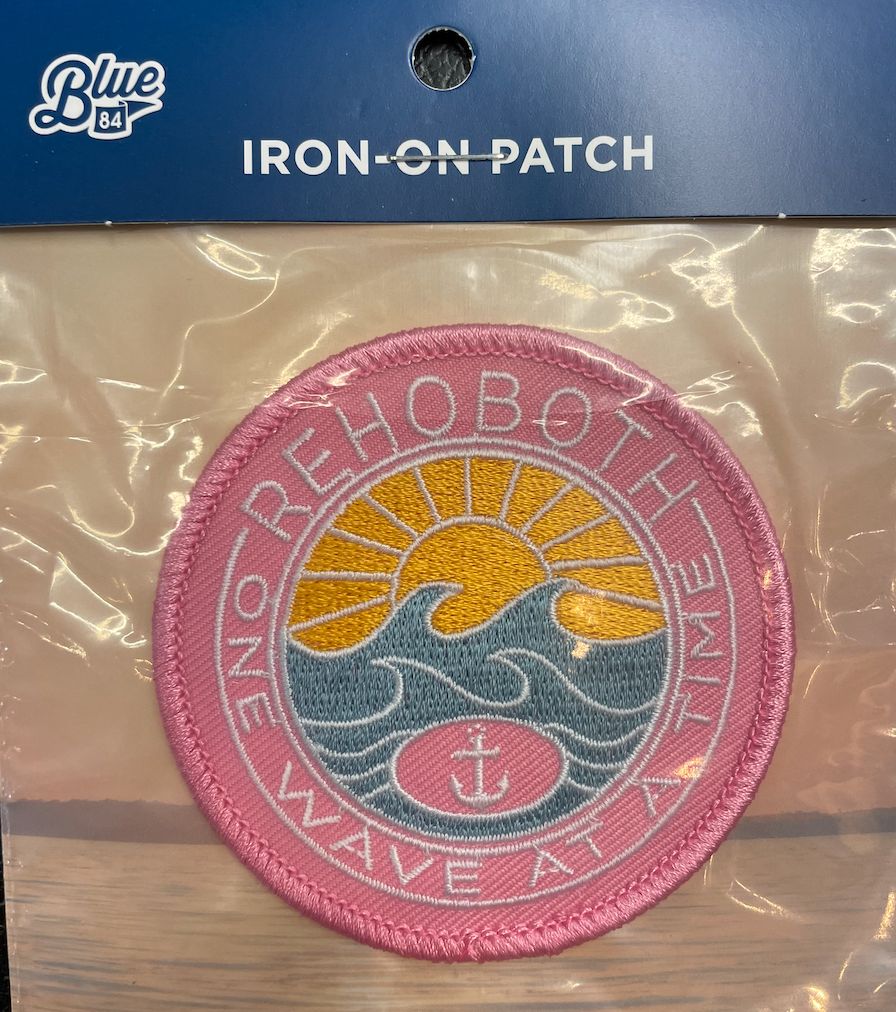 Blue
84
IRON-ON PATCH
REHOBOTH
ONE WAVE AT A TIME